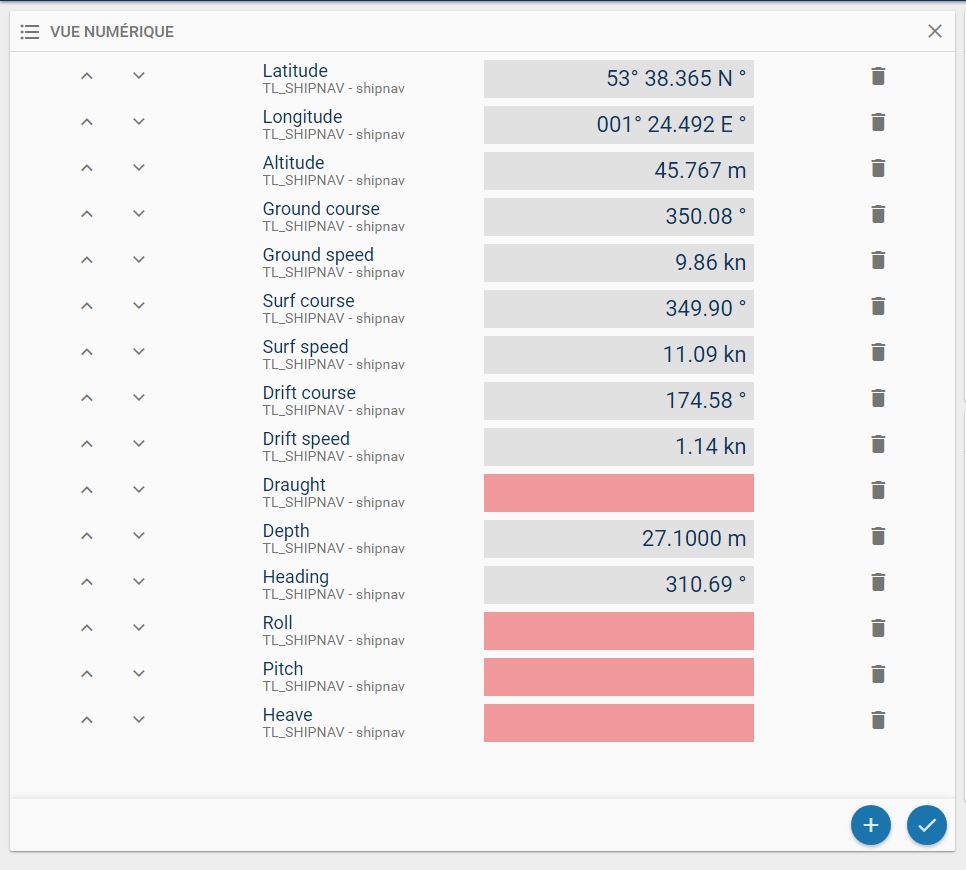 VUE NUMÉRIQUE
Latitude
TL_SHIPNAV - shipnav
53° 38.365 N °
Longitude
TL_SHIPNAV - shipnav
001° 24.492 E °
Altitude
TL_SHIPNAV - shipnav
45.767 m
Ground course
TL_SHIPNAV - shipnav
350.08 °
Ground speed
TL_SHIPNAV - shipnav
9.86 kn
Surf course
TL_SHIPNAV - shipnav
349.90 °
Surf speed
TL_SHIPNAV - shipnav
11.09 kn
Drift course
TL_SHIPNAV - shipnav
174.58 °
Drift speed
TL_SHIPNAV - shipnav
1.14 kn
Draught
TL_SHIPNAV - shipnav
Depth
TL_SHIPNAV - shipnav
27.1000 m
Heading
TL_SHIPNAV - shipnav
310.69 °
Roll
TL_SHIPNAV - shipnav
Pitch
TL_SHIPNAV - shipnav
Heave
TL_SHIPNAV - shipnav